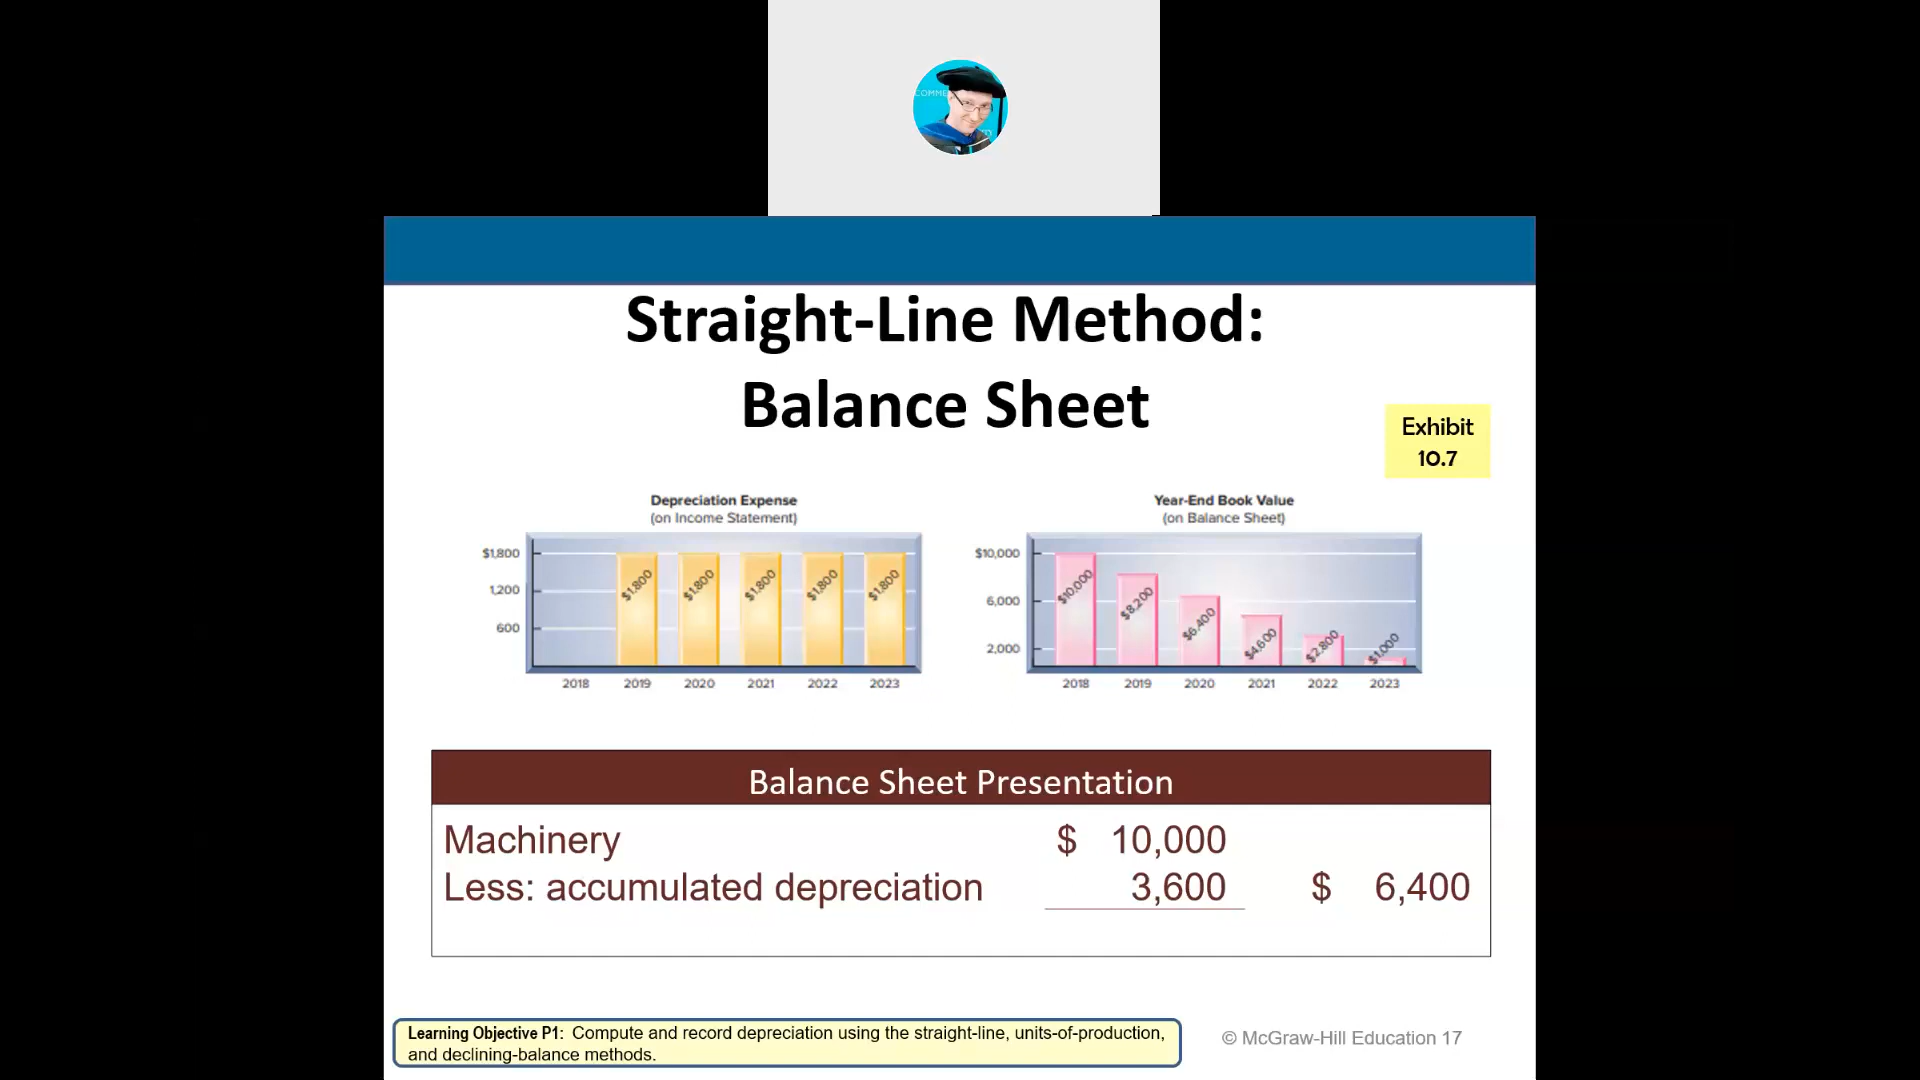 COMME
Straight-Line Method:
Balance Sheet
Exhibit
10.7
Depreciation Expense
(on Income Statement)
$1,800
1,200
600
$1,800
$1,800
$1,800
$1,800
$1,800
2018
2019
2020
2021
2022
2023
Year-End Book Value
(on Balance Sheet)
$10,000
6,000
2,000
$10,000
$8,200
$6,400
$4,600
$2,800
$1,000
2018
2019
2020
2021
2022
2023
Balance Sheet Presentation
Machinery $ 10,000
Less: accumulated depreciation 3,600 $ 6,400
Learning Objective P1: Compute and record depreciation using the straight-line, units-of-production,
and declining-balance methods.
© McGraw-Hill Education 17